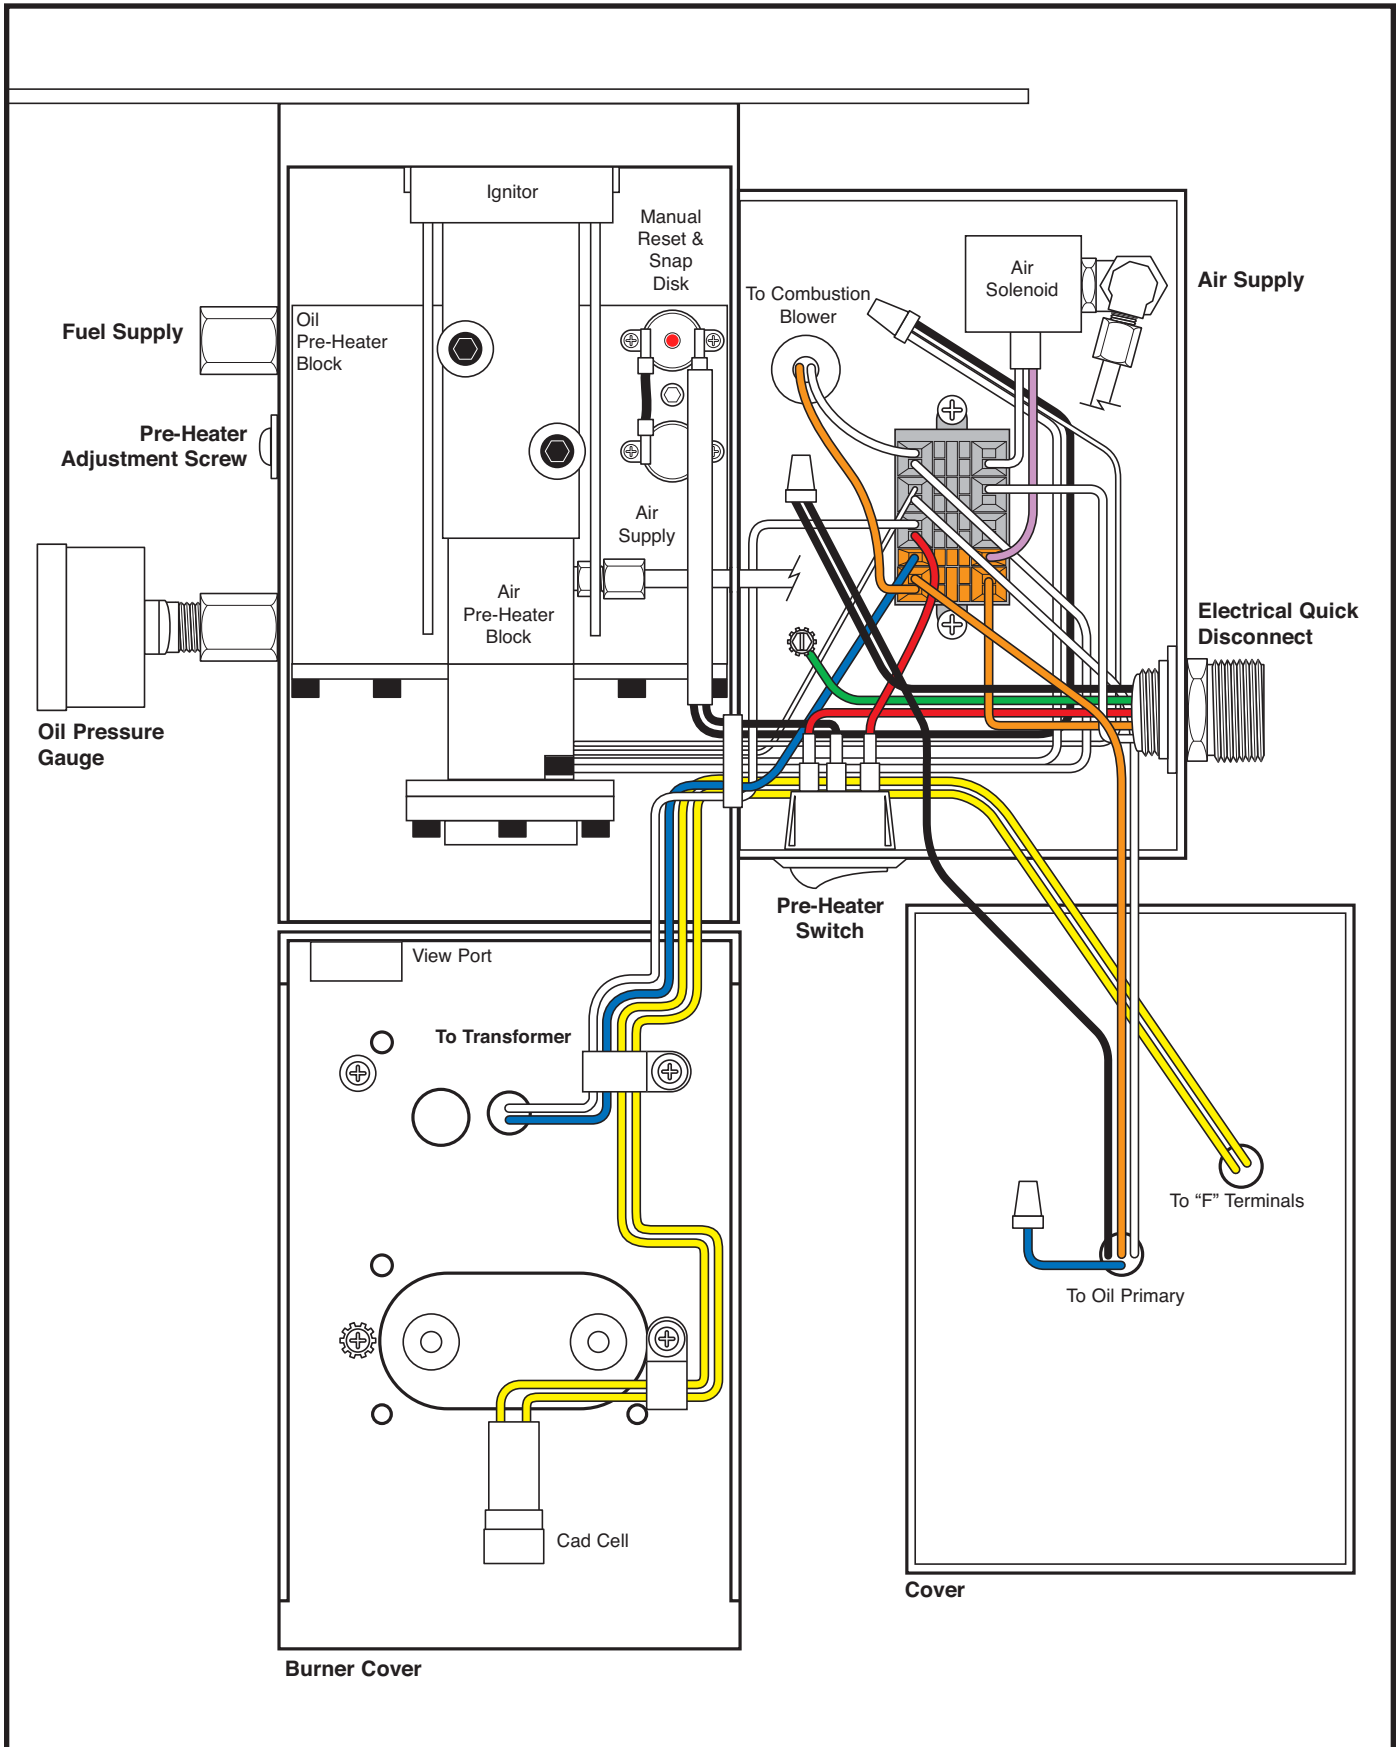 Ignitor
Manual
Reset &
Snap
Disk
Air
Solenoid
Air Supply
To Combustion
Blower
Fuel Supply
Oil
Pre-Heater
Block
Pre-Heater
Adjustment Screw
Air
Supply
Air
Pre-Heater
Block
Electrical Quick
Disconnect
Oil Pressure
Gauge
Pre-Heater
Switch
View Port
To Transformer
To “F” Terminals
To Oil Primary
Cad Cell
Cover
Burner Cover